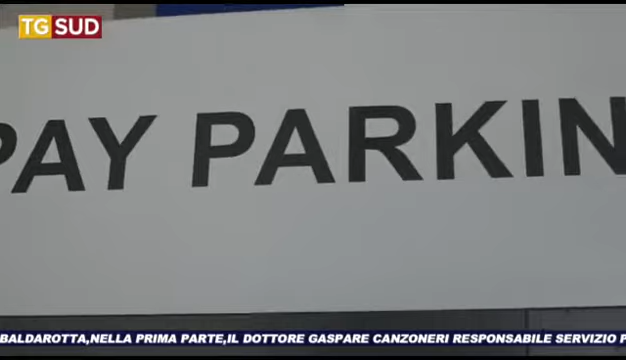 TG SUD
PAY PARKIN
BALDAROTTA,NELLA PRIMA PARTE,IL DOTTORE GASPARE CANZONERI RESPONSABILE SERVIZIO P